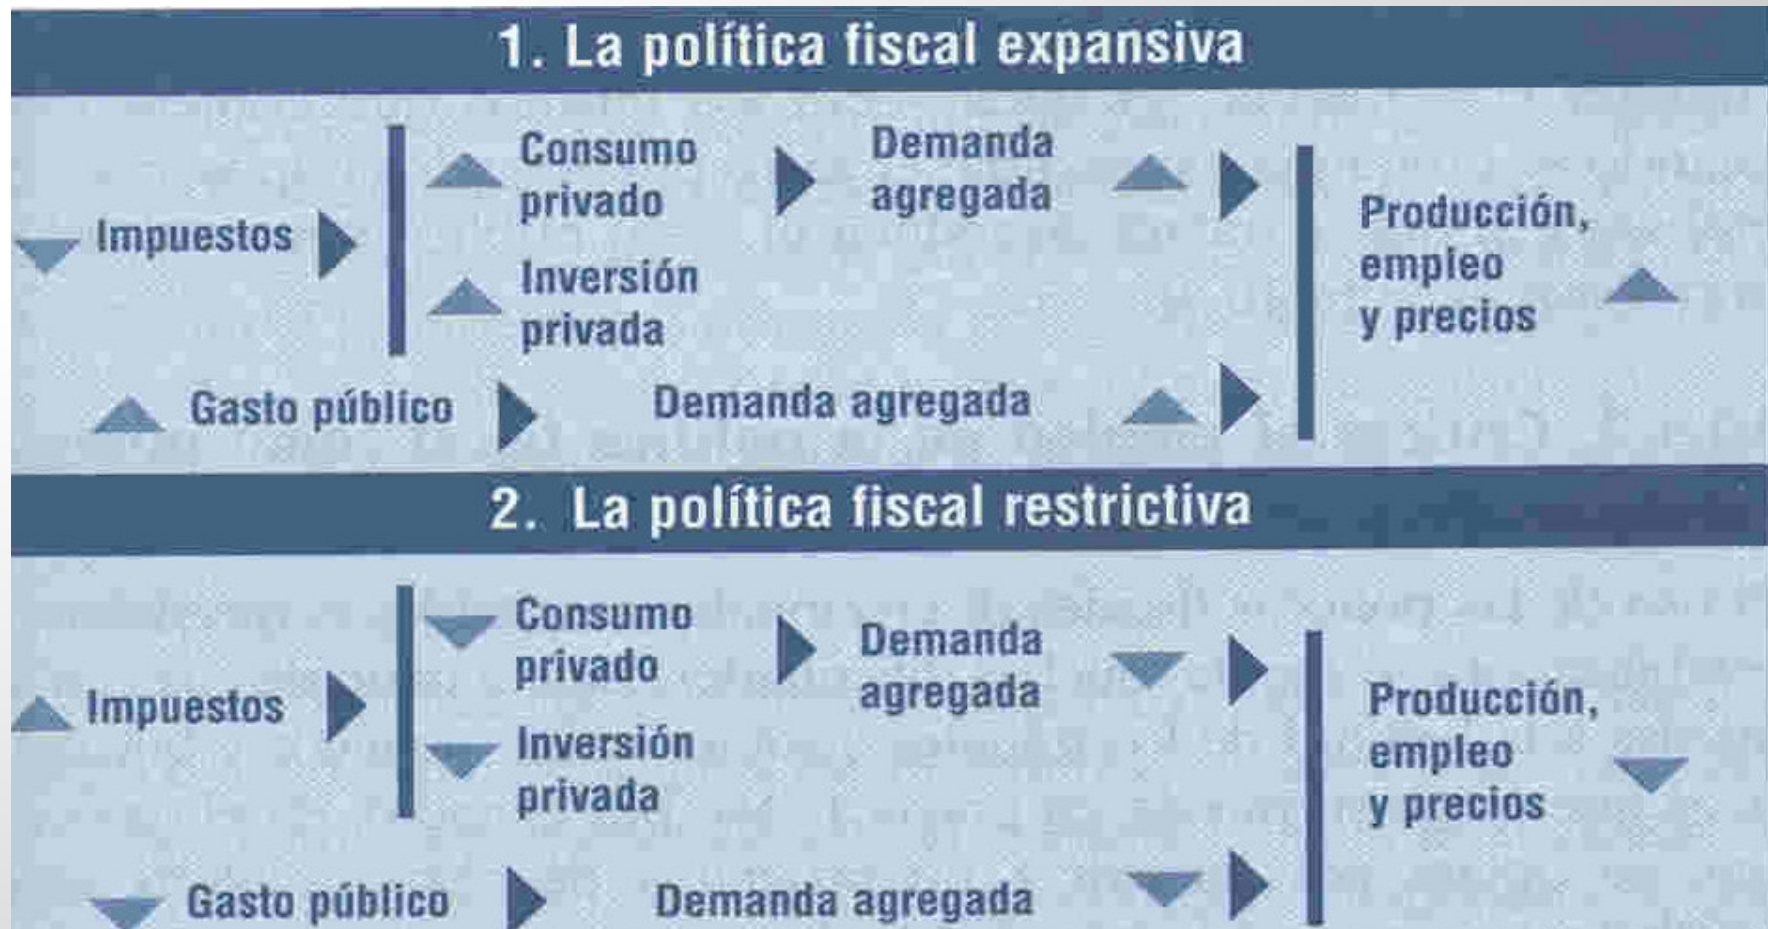 1. La política fiscal expansiva
Impuestos
Consumo
privado
Inversión
privada
Demanda
agregada
Gasto público
Demanda agregada
Producción,
empleo
y precios
2. La política fiscal restrictiva
Impuestos
Consumo
privado
Inversión
privada
Demanda
agregada
Gasto público
Demanda agregada
Producción,
empleo
y precios